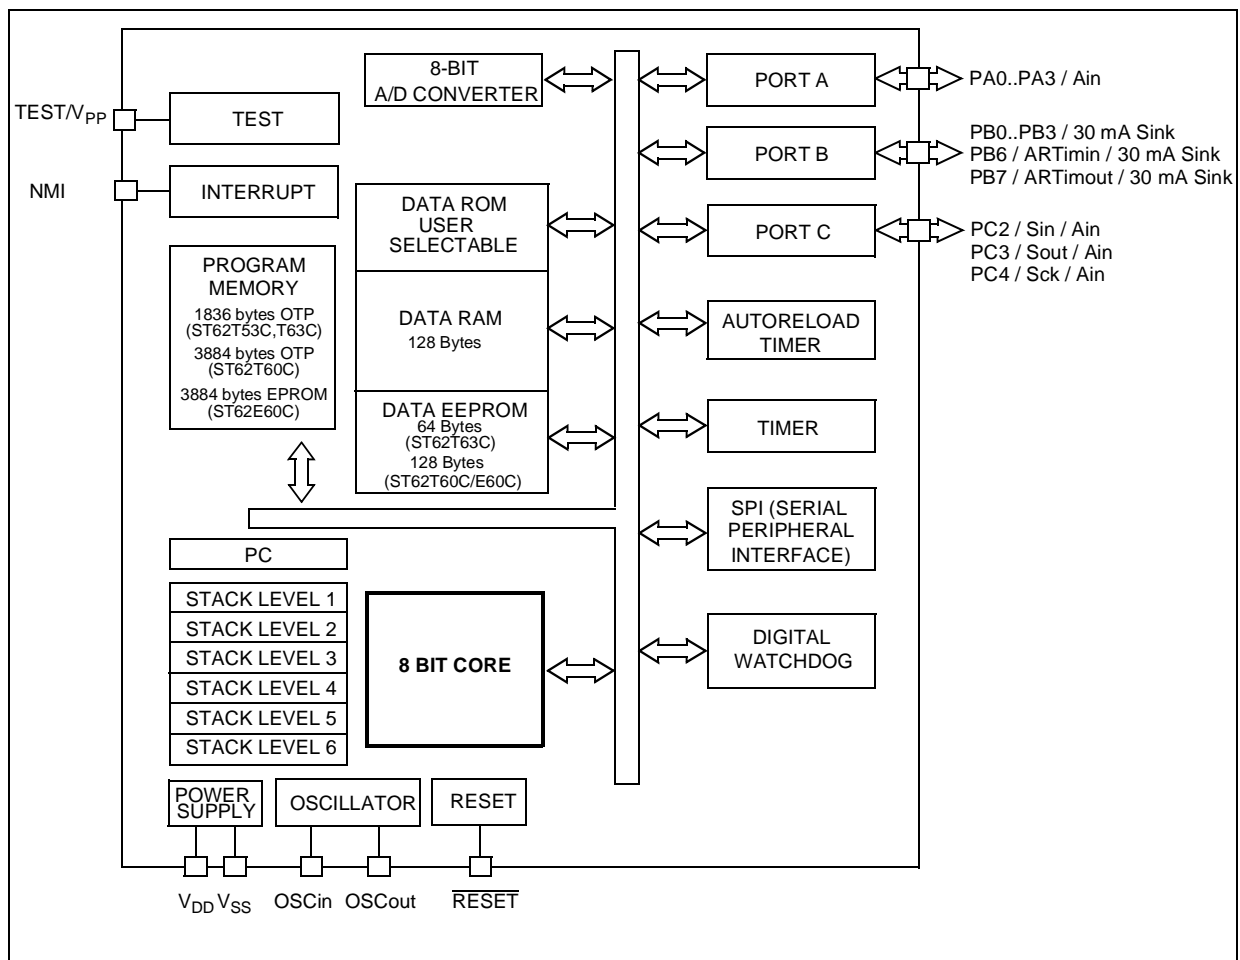 8-BIT
A/D CONVERTER
PORT A
PA0..PA3 / Ain
TEST/VPP
TEST
PORT B
PB0..PB3 / 30 mA Sink
PB6 / ARTimin / 30 mA Sink
PB7 / ARTimout / 30 mA Sink
NMI
INTERRUPT
DATA ROM
USER
SELECTABLE
PORT C
PC2 / Sin / Ain
PC3 / Sout / Ain
PC4 / Sck / Ain
PROGRAM
MEMORY
1836 bytes OTP
(ST62T53C,T63C)
3884 bytes OTP
(ST62T60C)
3884 bytes EPROM
(ST62E60C)
DATA RAM
128 Bytes
AUTORELOAD
TIMER
DATA EEPROM
64 Bytes
(ST62T63C)
128 Bytes
(ST62T60C/E60C)
TIMER
SPI (SERIAL
PERIPHERAL
INTERFACE)
PC
STACK LEVEL 1
STACK LEVEL 2
STACK LEVEL 3
STACK LEVEL 4
STACK LEVEL 5
STACK LEVEL 6
8 BIT CORE
DIGITAL
WATCHDOG
POWER
SUPPLY
OSCILLATOR
RESET
VDD VSS
OSCin OSCout
RESET